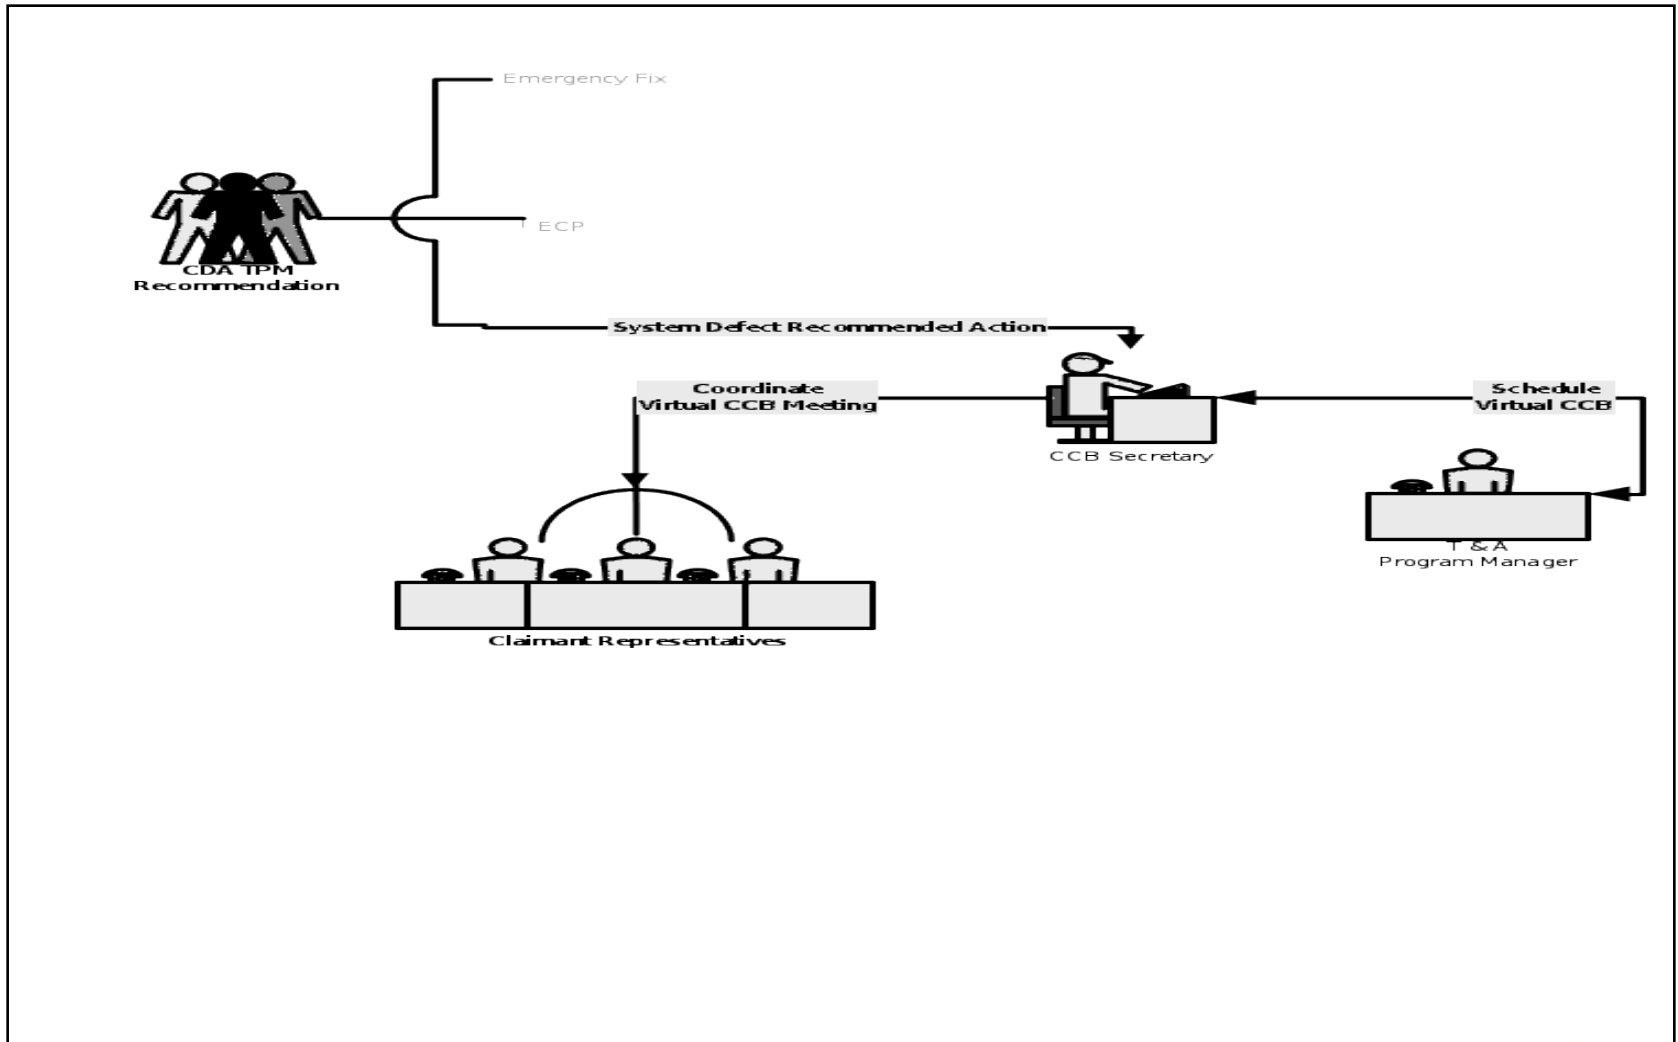 Emergency Fix
ECP
CDA TPM
Recommendation
System Defect Recommended Action
Coordinate
Virtual CCB Meeting
Schedule
Virtual CCB
CCB Secretary
T & A
Program Manager
Claimant Representatives